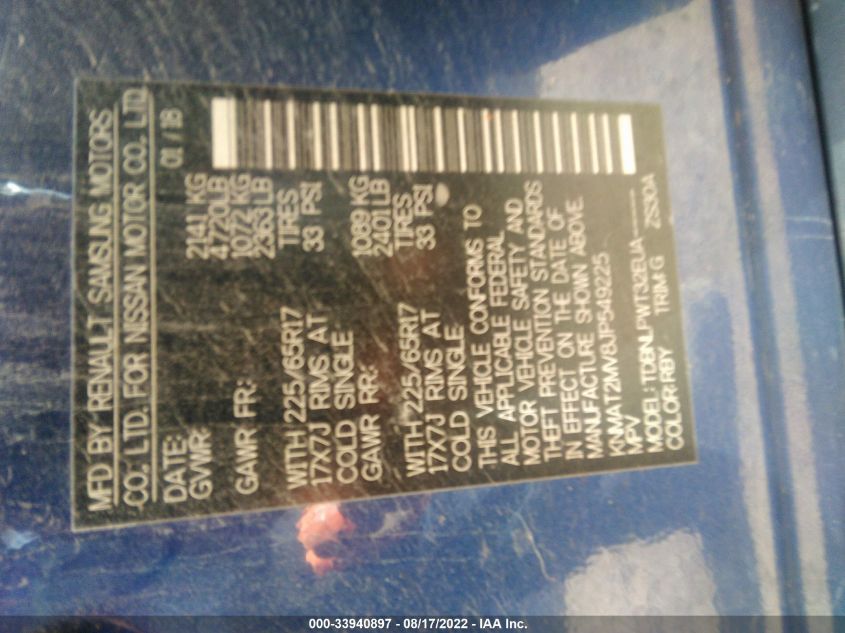 MFD BY RENAULT SAMSUNG MOTORS
CO., LTD. FOR NISSAN MOTOR CO., LTD.
DATE: 01 / 18
GVWR: 2141 KG
4720LB
GAWR FR: 1072 KG
2363 LB
WITH 225/65R17 TIRES
17X7J RIMS AT 33 PSI
COLD SINGLE
GAWR RR: 1089 KG
2401LB
WITH 225/65R17 TIRES
17X7J RIMS AT 33 PSI
COLD SINGLE
THIS VEHICLE CONFORMS TO
ALL APPLICABLE FEDERAL
MOTOR VEHICLE SAFETY AND
THEFT PREVENTION STANDARDS
IN EFFECT ON THE DATE OF
MANUFACTURE SHOWN ABOVE.
KNMAT2MV8JP549225
MPV
MODEL: TDBNLPWT32EUA-----
COLOR: RBY TRIM: G ZS30A
000-33940897 - 08/17/2022 - IAA Inc.